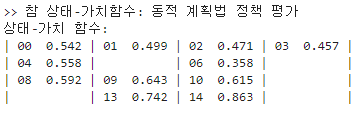 >> 참 상태-가치함수: 동적 계획법 정책 평가
상태-가치 함수:
| 00 0.542 | 01 0.499 | 02 0.471 | 03 0.457 |
| 04 0.558 | | 06 0.358 | |
| 08 0.592 | 09 0.643 | 10 0.615 | |
| | 13 0.742 | 14 0.863 | |